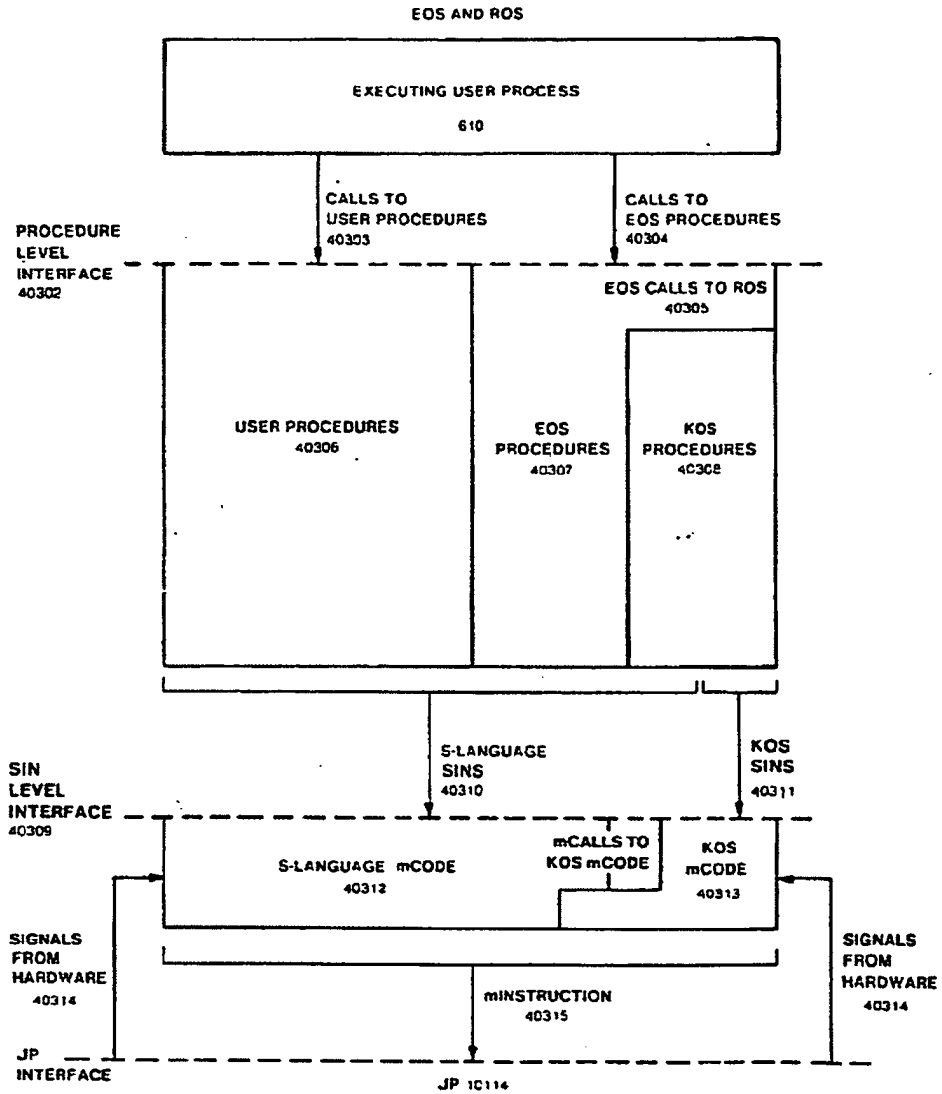 EOS AND ROS
EXECUTING USER PROCESS
610
CALLS TO
USER PROCEDURES
40303
CALLS TO
EOS PROCEDURES
40304
PROCEDURE
LEVEL
INTERFACE
40302
EOS CALLS TO ROS
40305
USER PROCEDURES
40306
EOS
PROCEDURES
40307
KOS
PROCEDURES
40308
S-LANGUAGE
SINS
40310
KOS
SINS
40311
SIN
LEVEL
INTERFACE
40309
S-LANGUAGE mCODE
40312
mCALLS TO
KOS mCODE
KOS
mCODE
40313
SIGNALS
FROM
HARDWARE
40314
SIGNALS
FROM
HARDWARE
40314
mINSTRUCTION
40315
JP
INTERFACE
JP 10114